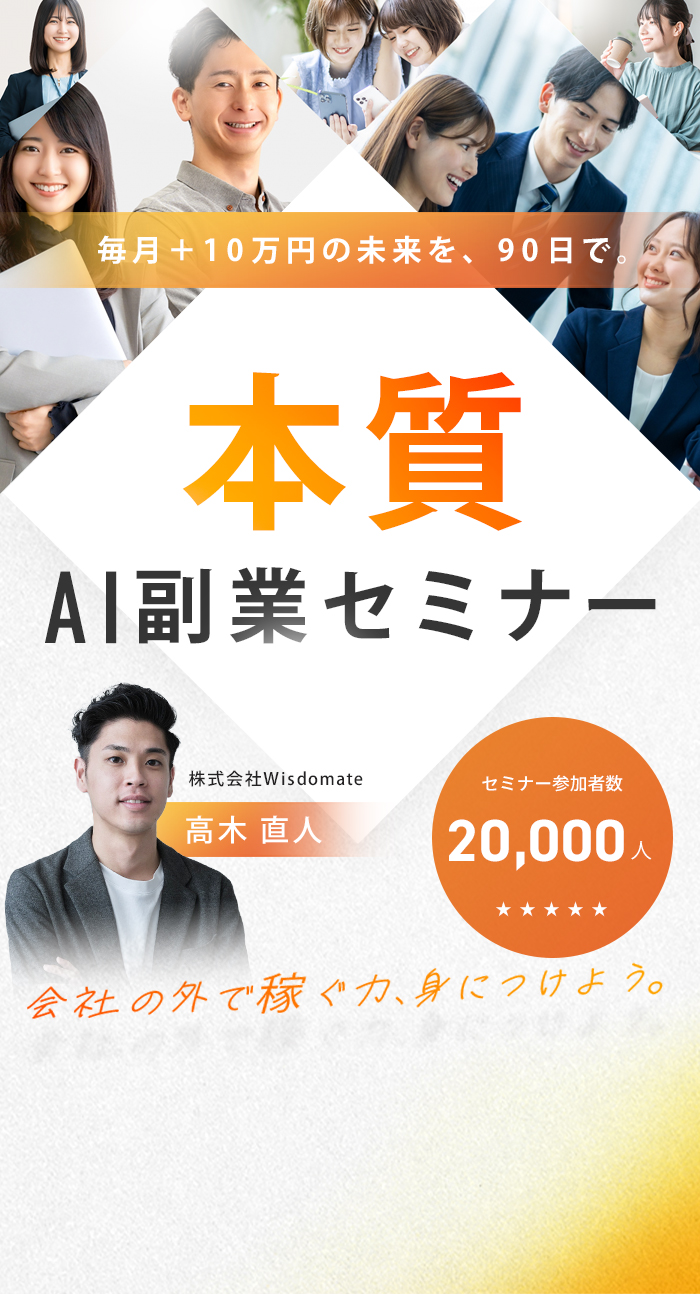 毎月＋10万円の未来を、90日で。
本質
AI副業セミナー
株式会社Wisdomate
高木 直人
セミナー参加者数
20,000人
★★★★★
会社の外で稼ぐ力、身につけよう。